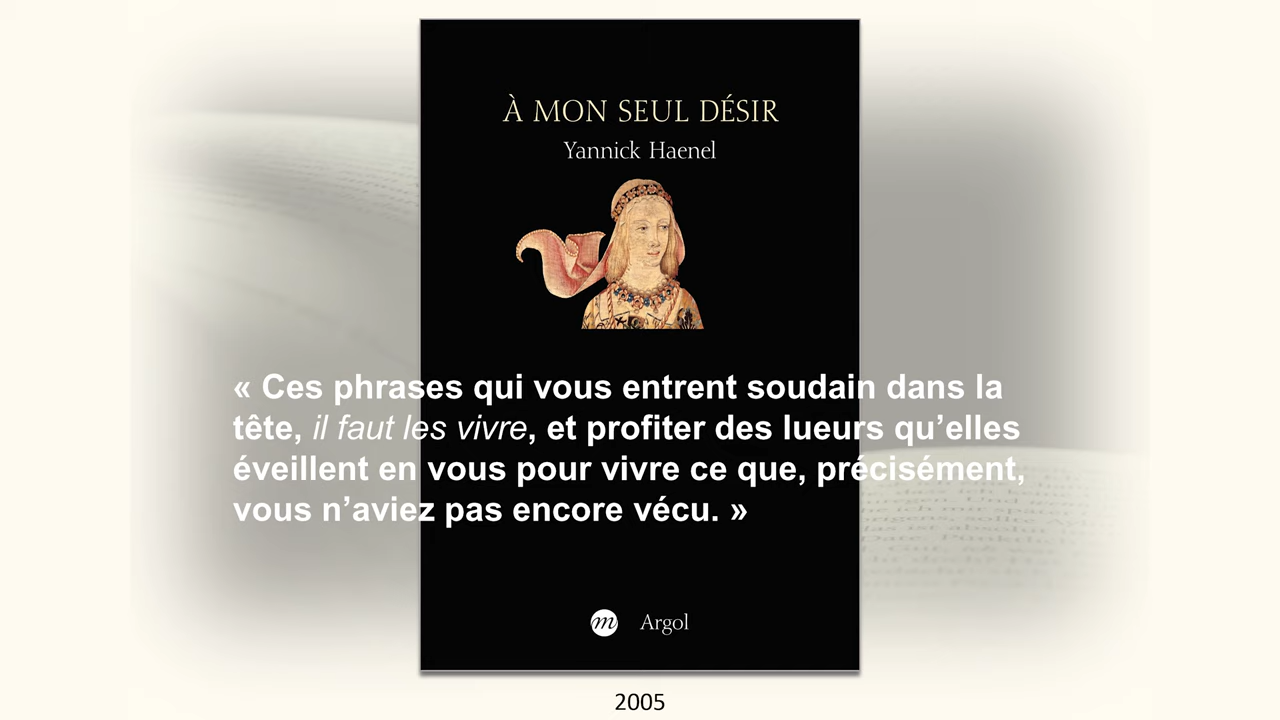 À MON SEUL DÉSIR
Yannick Haenel
« Ces phrases qui vous entrent soudain dans la
tête, il faut les vivre, et profiter des lueurs qu’elles
éveillent en vous pour vivre ce que, précisément,
vous n’aviez pas encore vécu. »
m Argol
2005